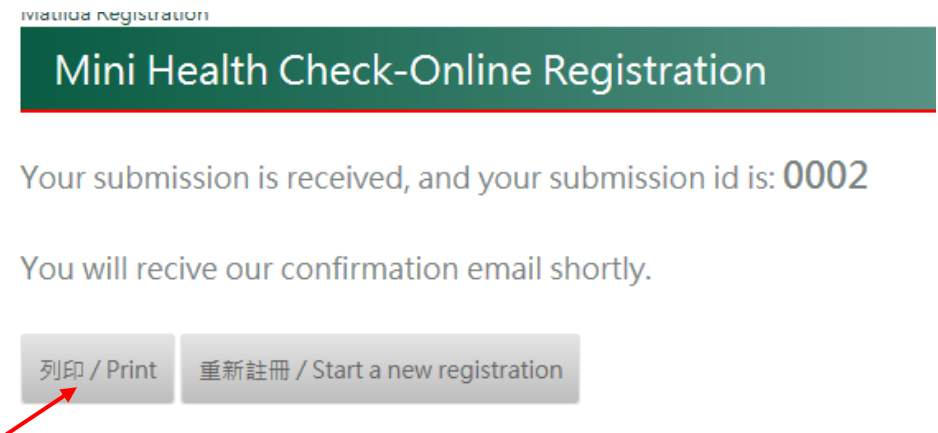 Matilda Registration
Mini Health Check-Online Registration
Your submission is received, and your submission id is: 0002
You will recive our confirmation email shortly.
列印 / Print
重新註冊 / Start a new registration